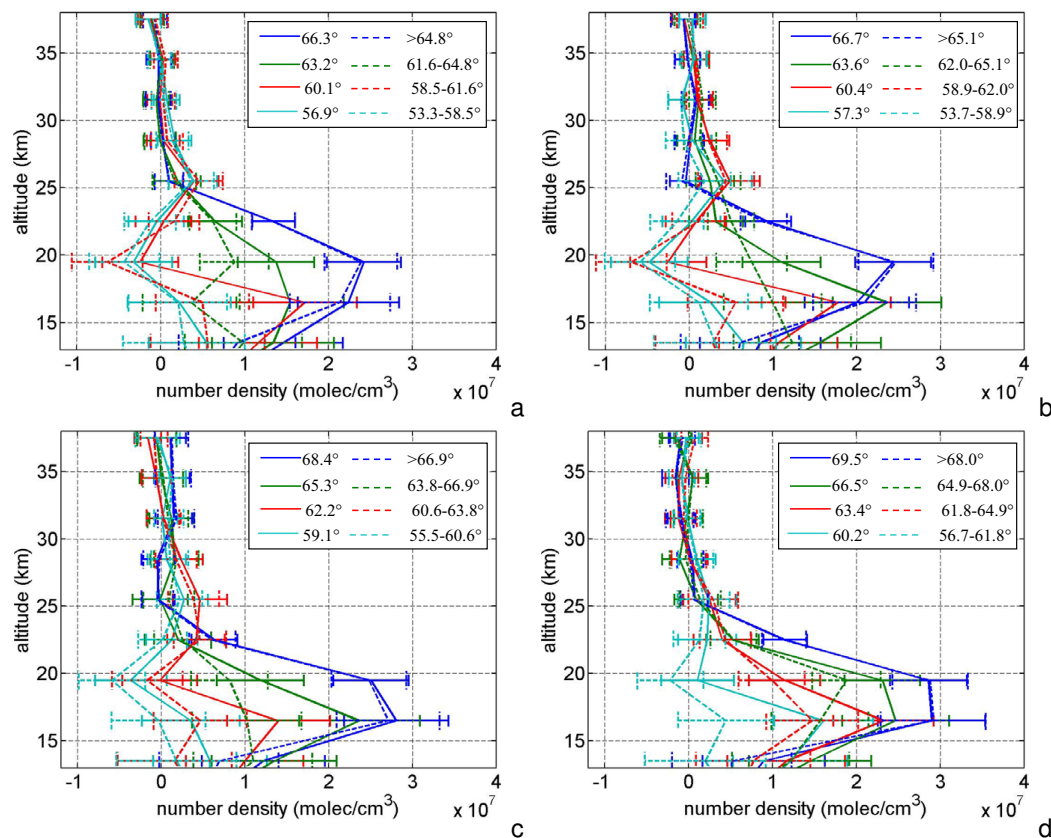 66.3° >64.8°
63.2° 61.6-64.8°
60.1° 58.5-61.6°
56.9° 53.3-58.5°
altitude (km)
35
30
25
20
15
-1 0 1 2 3 4
number density (molec/cm3) x 10^7
a
66.7° >65.1°
63.6° 62.0-65.1°
60.4° 58.9-62.0°
57.3° 53.7-58.9°
altitude (km)
35
30
25
20
15
-1 0 1 2 3 4
number density (molec/cm3) x 10^7
b
68.4° >66.9°
65.3° 63.8-66.9°
62.2° 60.6-63.8°
59.1° 55.5-60.6°
altitude (km)
35
30
25
20
15
-1 0 1 2 3 4
number density (molec/cm3) x 10^7
c
69.5° >68.0°
66.5° 64.9-68.0°
63.4° 61.8-64.9°
60.2° 56.7-61.8°
altitude (km)
35
30
25
20
15
-1 0 1 2 3 4
number density (molec/cm3) x 10^7
d